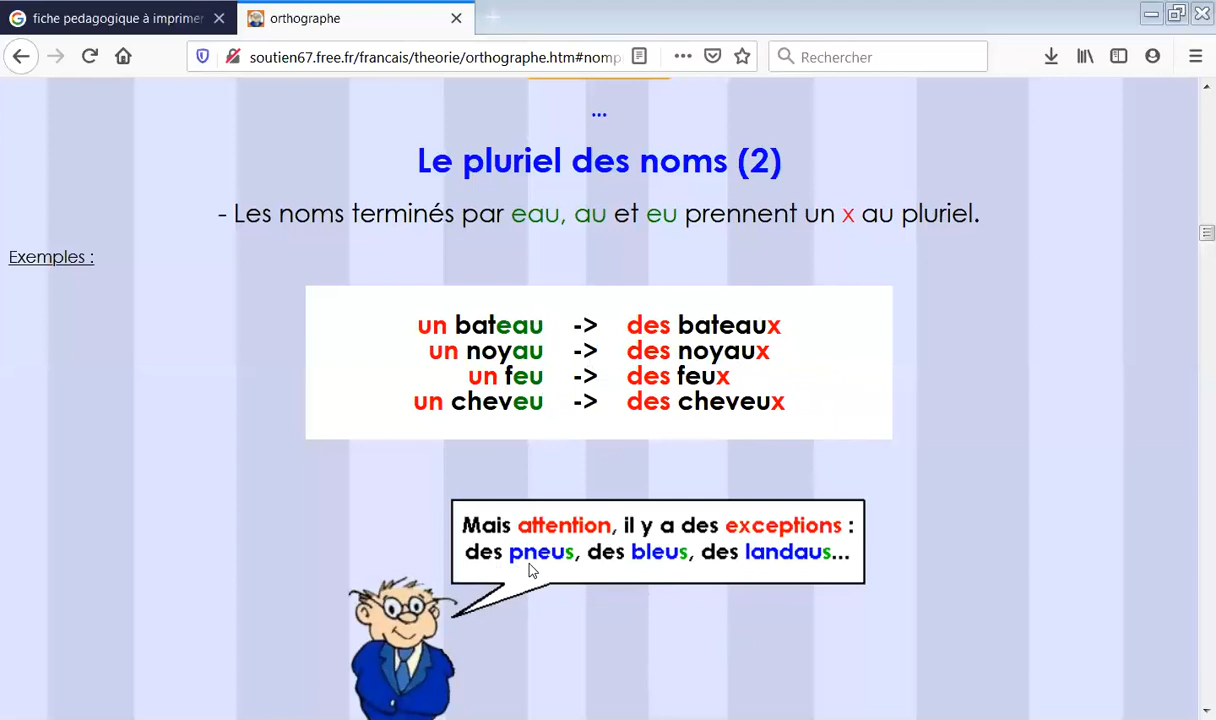 fiche pedagogique à imprimer
orthographe
soutien67.free.fr/francais/theorie/orthographe.htm#nomp
Rechercher
...
Le pluriel des noms (2)
- Les noms terminés par eau, au et eu prennent un x au pluriel.
Exemples :
un bateau -> des bateaux
un noyau -> des noyaux
un feu -> des feux
un cheveu -> des cheveux
Mais attention, il y a des exceptions :
des pneus, des bleus, des landaus...